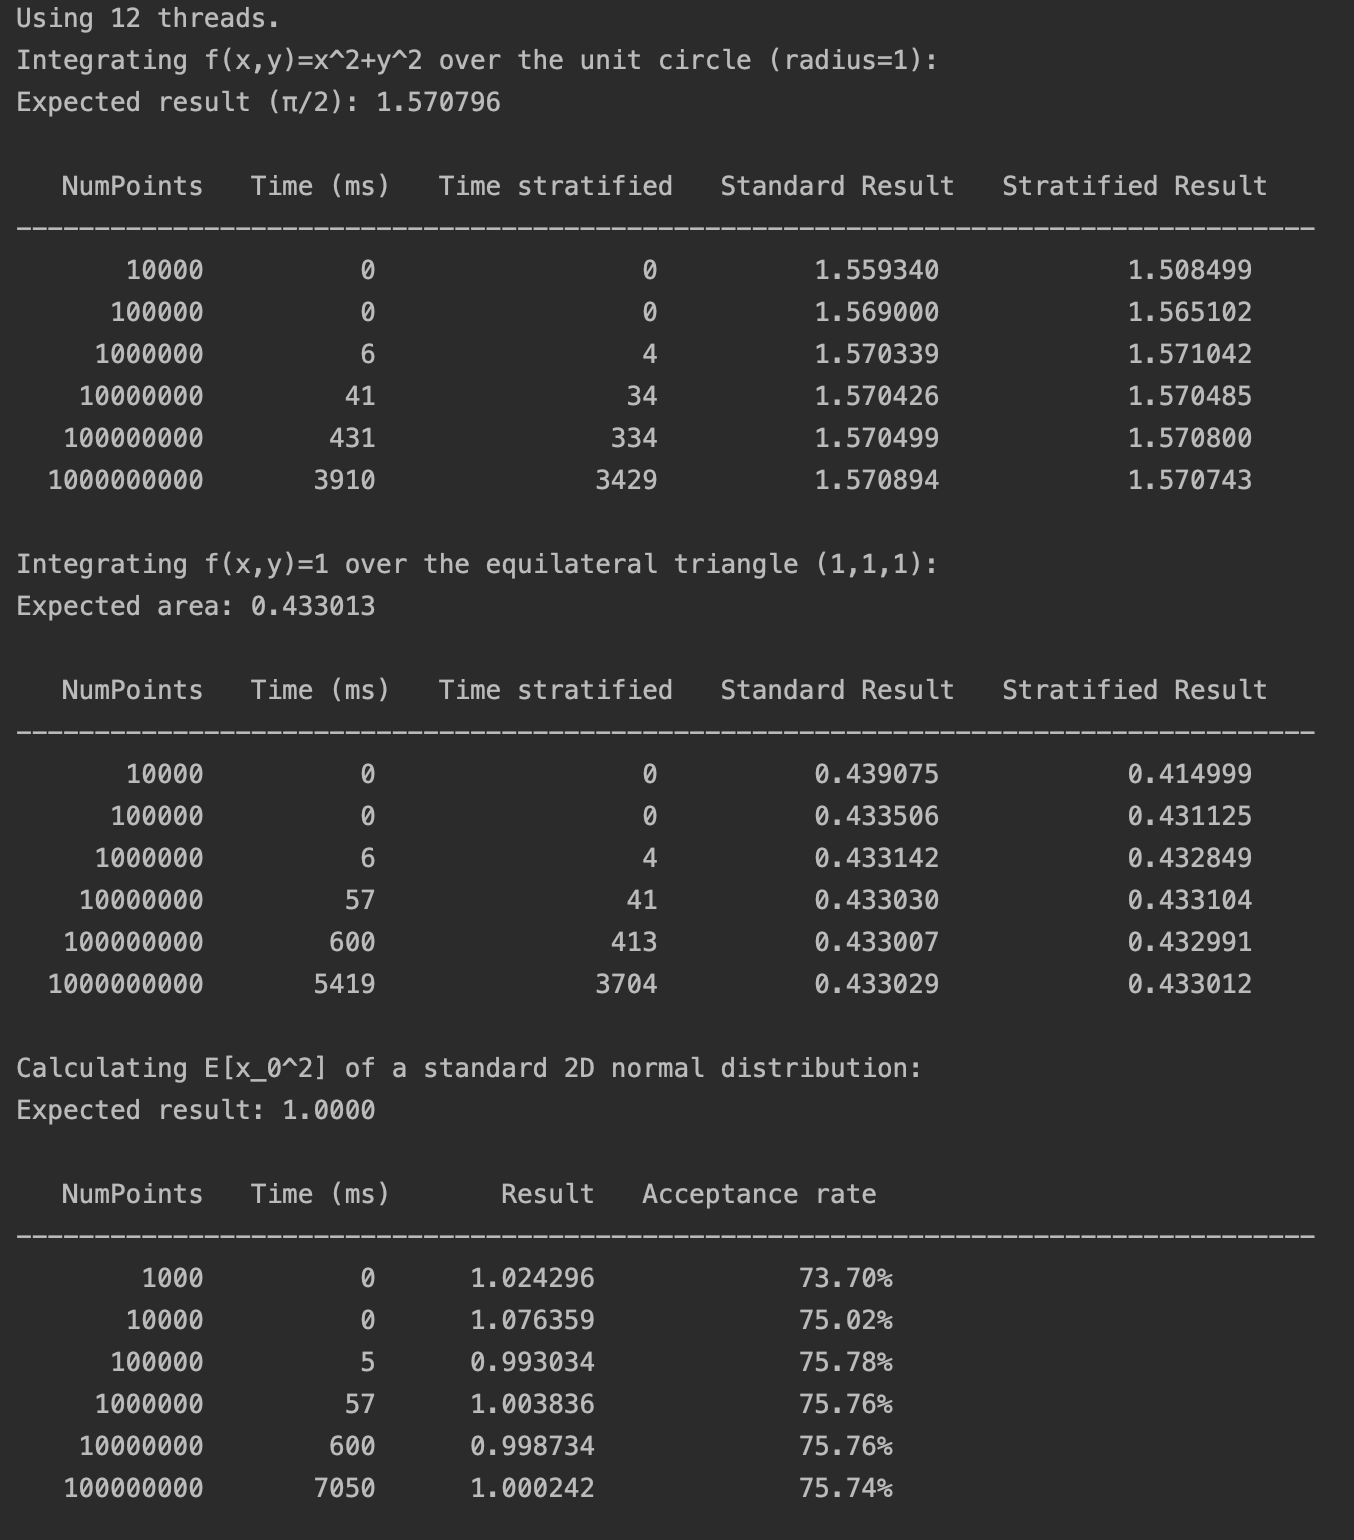 Using 12 threads.
Integrating f(x,y)=x^2+y^2 over the unit circle (radius=1):
Expected result (π/2): 1.570796
NumPoints   Time (ms)   Time stratified   Standard Result   Stratified Result
-----------------------------------------------------------------------------------
10000          0                 0          1.559340            1.508499
100000          0                 0          1.569000            1.565102
1000000          6                 4          1.570339            1.571042
10000000         41                34          1.570426            1.570485
100000000        431               334          1.570499            1.570800
1000000000       3910              3429          1.570894            1.570743
Integrating f(x,y)=1 over the equilateral triangle (1,1,1):
Expected area: 0.433013
NumPoints   Time (ms)   Time stratified   Standard Result   Stratified Result
-----------------------------------------------------------------------------------
10000          0                 0          0.439075            0.414999
100000          0                 0          0.433506            0.431125
1000000          6                 4          0.433142            0.432849
10000000         57                41          0.433030            0.433104
100000000        600               413          0.433007            0.432991
1000000000       5419              3704          0.433029            0.433012
Calculating E[x_0^2] of a standard 2D normal distribution:
Expected result: 1.0000
NumPoints   Time (ms)       Result   Acceptance rate
-----------------------------------------------------------------------------------
1000          0      1.024296             73.70%
10000          0      1.076359             75.02%
100000          5      0.993034             75.78%
1000000         57      1.003836             75.76%
10000000        600      0.998734             75.76%
100000000       7050      1.000242             75.74%